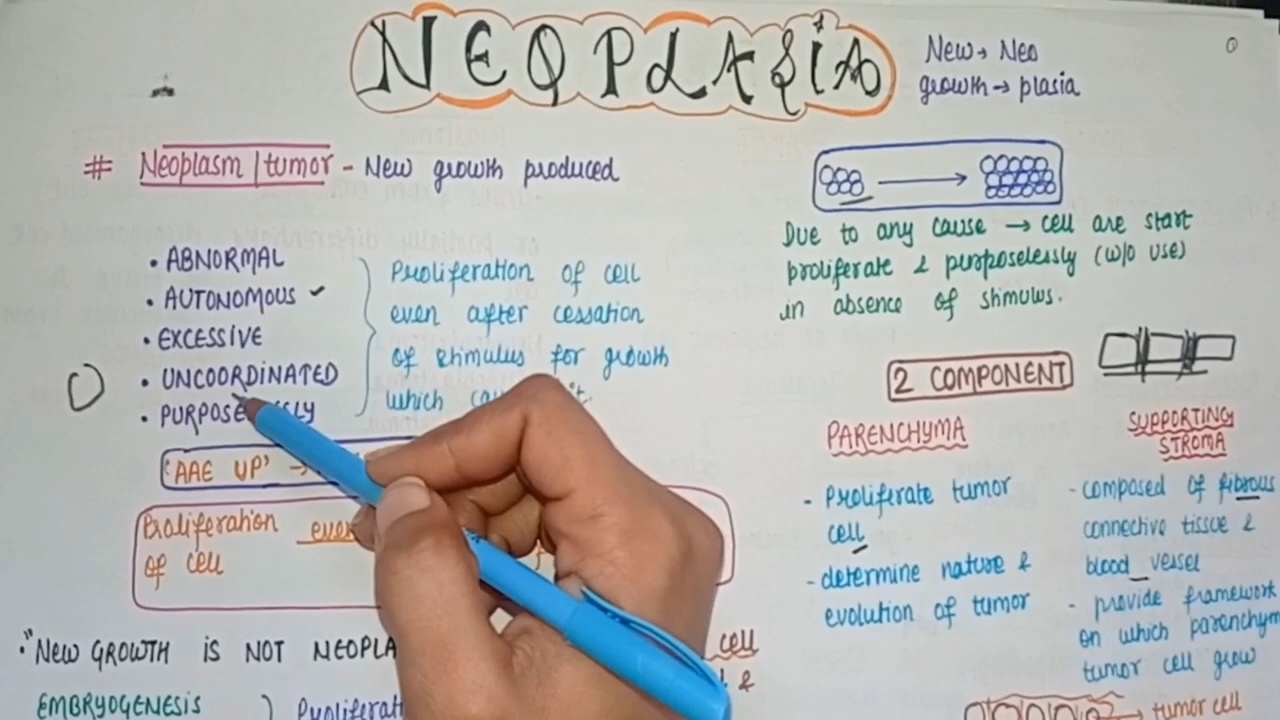 NEOPLASIA
New → Neo
growth → plasia
# Neoplasm / tumor - New growth produced
• ABNORMAL
• AUTONOMOUS ✓
• EXCESSIVE
• UNCOORDINATED
• PURPOSE LY
Proliferation of cell
even after cessation
of stimulus for growth
which
'AAE UP' →
Proliferation even
of cell
•"NEW GROWTH IS NOT
cell
&
EMBRYOGENESIS
Due to any cause → cell are start
proliferate & purposelessly (w/o use)
in absence of stimulus.
2 COMPONENT
PARENCHYMA
- Proliferate tumor
cell
- determine nature &
evolution of tumor
SUPPORTING
STROMA
- composed of fibrous
connective tissue &
blood vessel
- provide framework
on which parenchym
tumor cell grow
→ tumor cell